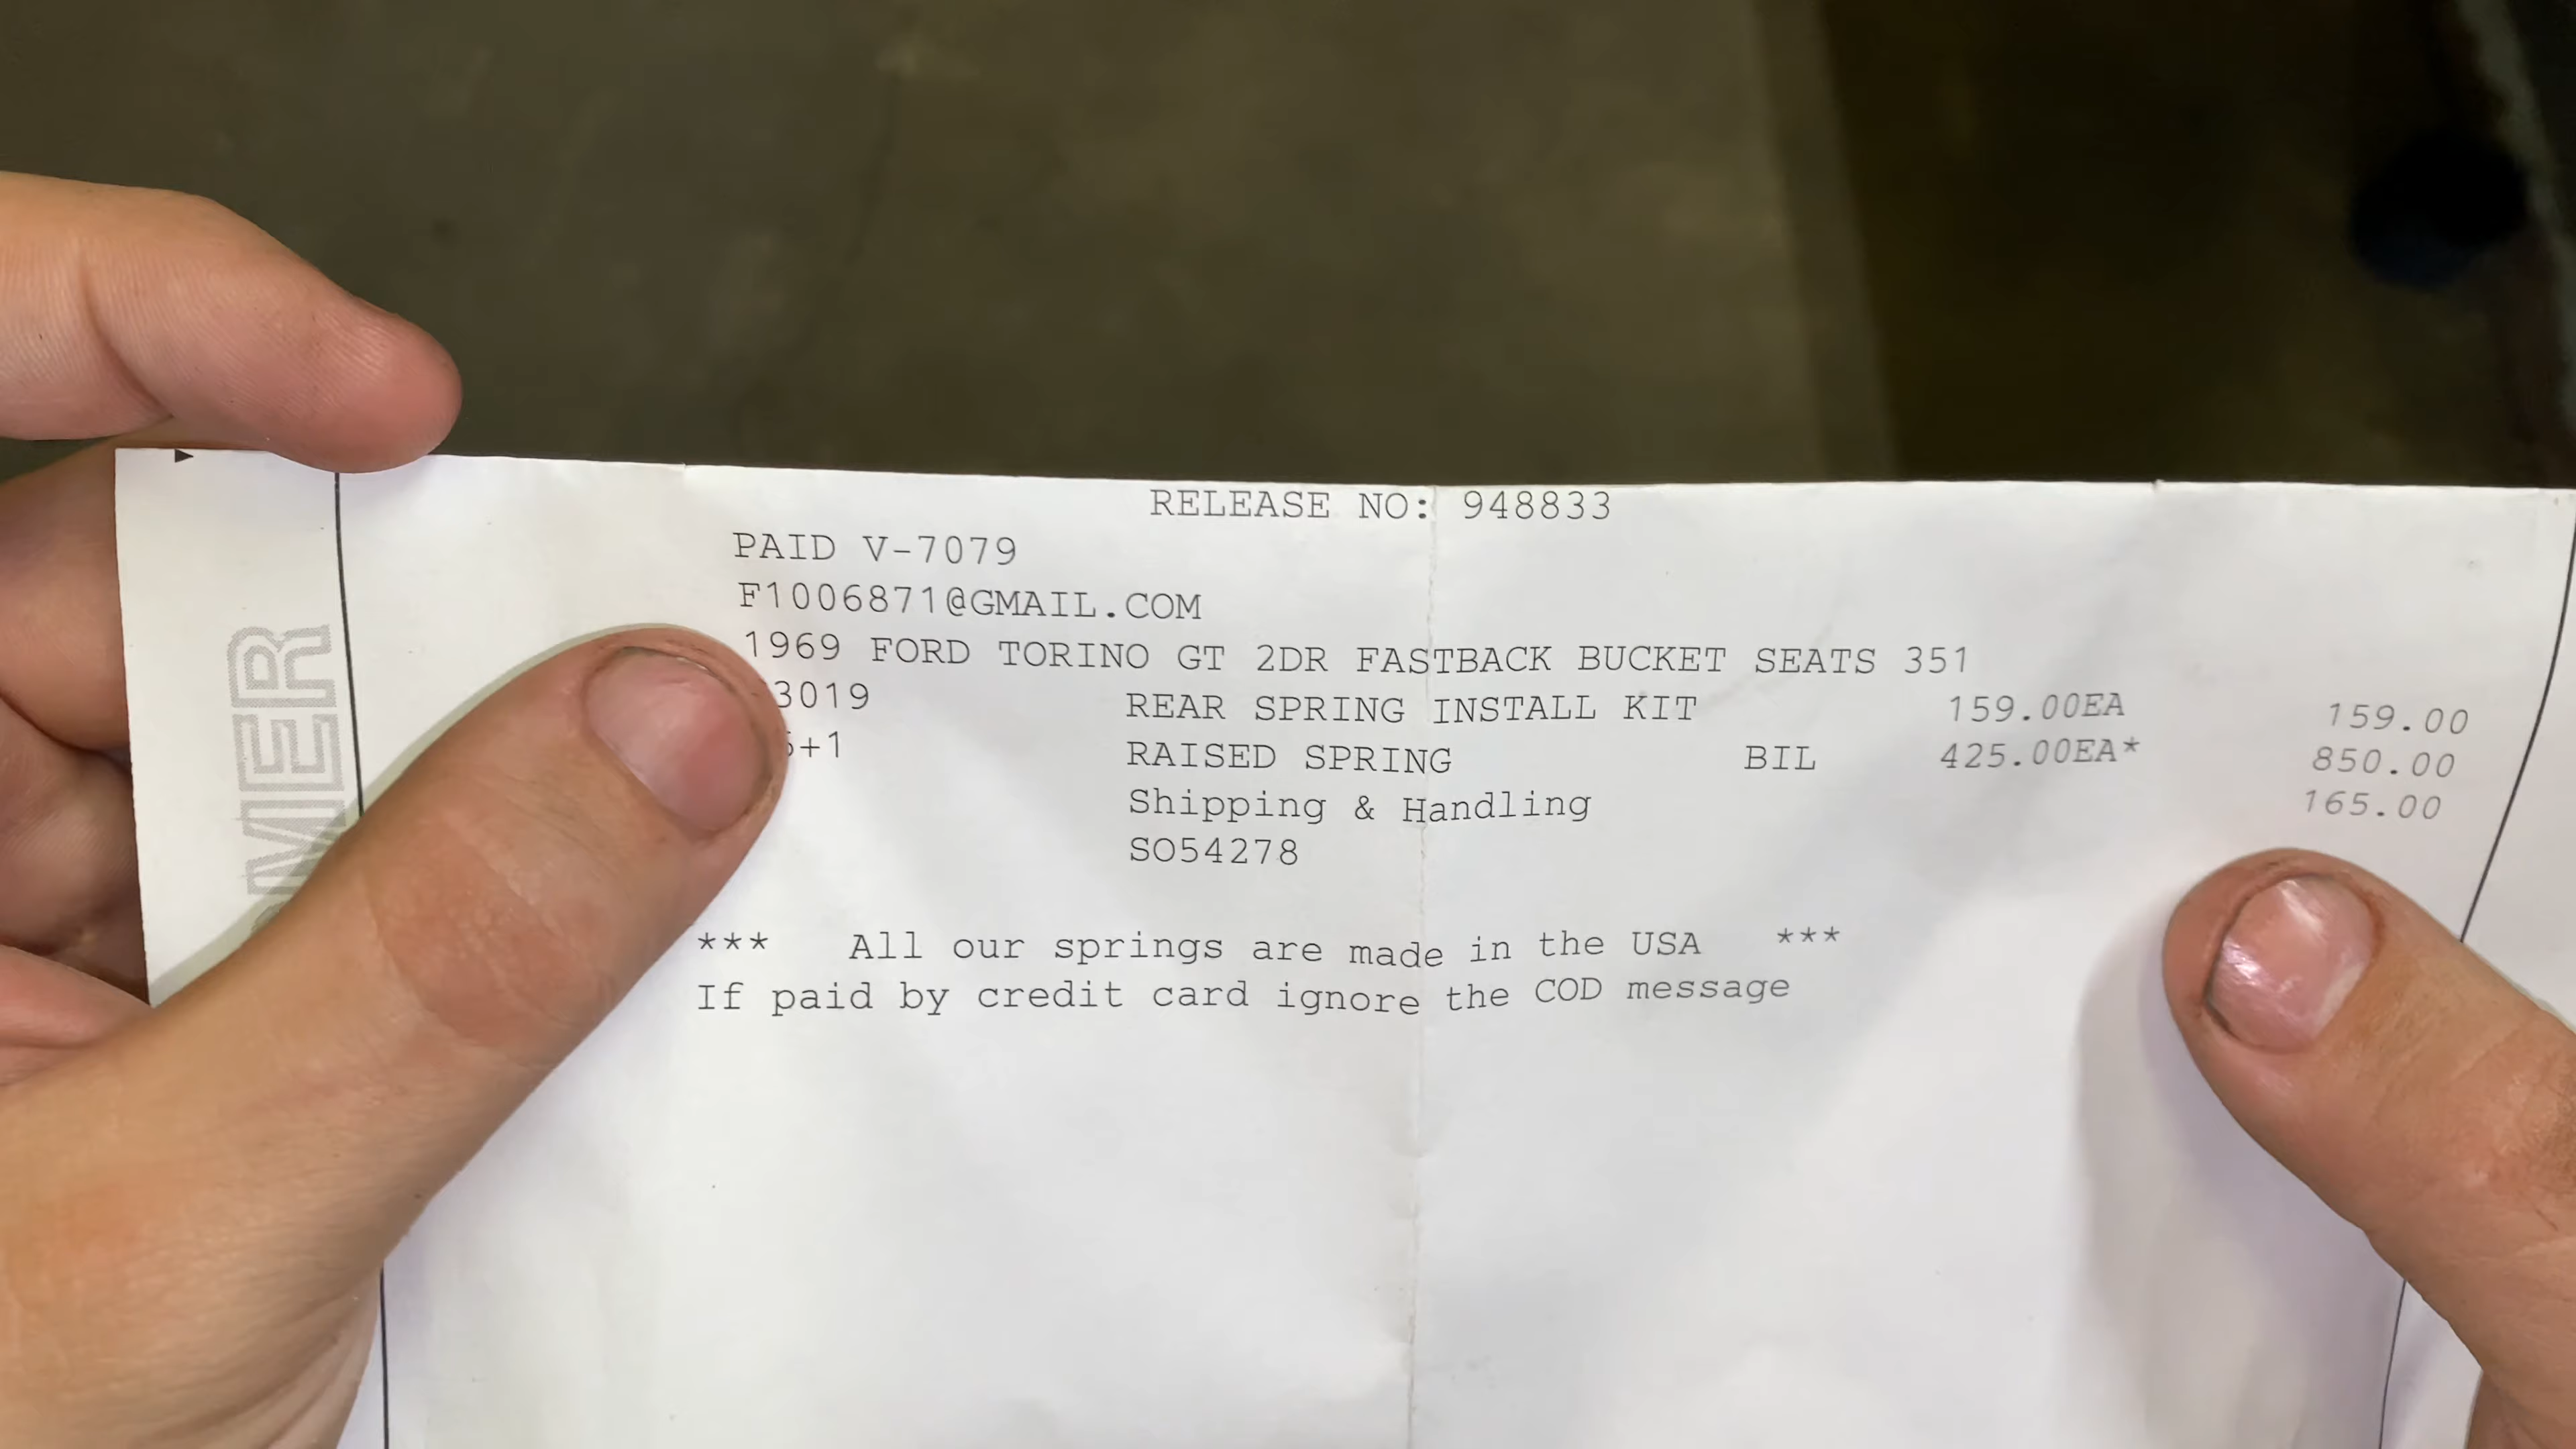 RELEASE NO: 948833
PAID V-7079
F1006871@GMAIL.COM
1969 FORD TORINO GT 2DR FASTBACK BUCKET SEATS 351
3019 REAR SPRING INSTALL KIT 159.00EA 159.00
+1 RAISED SPRING BIL 425.00EA* 850.00
Shipping & Handling 165.00
SO54278
*** All our springs are made in the USA ***
If paid by credit card ignore the COD message
OMER